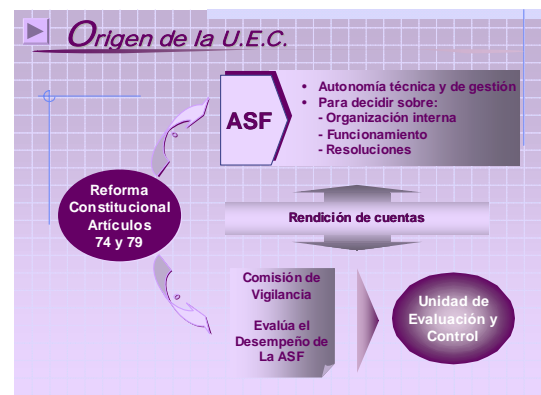 Origen de la U.E.C.
ASF
• Autonomía técnica y de gestión
• Para decidir sobre:
- Organización interna
- Funcionamiento
- Resoluciones
Reforma
Constitucional
Artículos
74 y 79
Rendición de cuentas
Comisión de
Vigilancia
Evalúa el
Desempeño de
La ASF
Unidad de
Evaluación y
Control